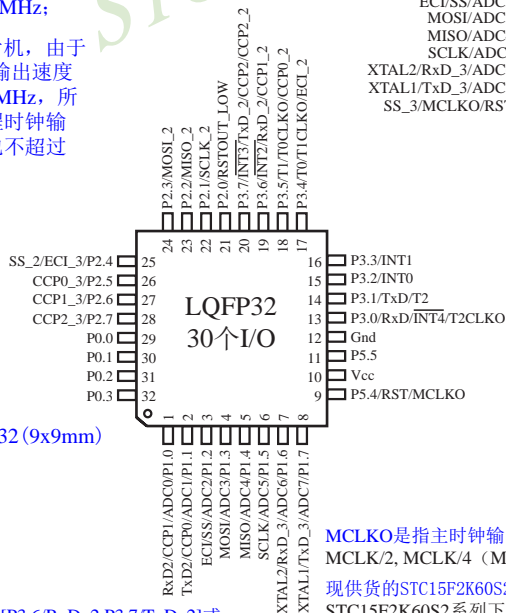 MHz；
片机，由于
输出速度
MHz，所
程时钟输
也不超过
ECI/SS/ADC
MOSI/ADC
MISO/ADC
SCLK/ADC
XTAL2/RxD_3/ADC
XTAL1/TxD_3/ADC
SS_3/MCLKO/RST
P2.3/MOSI_2
P2.2/MISO_2
P2.1/SCLK_2
P2.0/RSTOUT_LOW
P3.7/INT3/TxD_2/CCP2/CCP2_2
P3.6/INT2/RxD_2/CCP1_2
P3.5/T1/T0CLKO/CCP0_2
P3.4/T0/T1CLKO/ECI_2
24
23
22
21
20
19
18
17
SS_2/ECI_3/P2.4 25
CCP0_3/P2.5 26
CCP1_3/P2.6 27
CCP2_3/P2.7 28
P0.0 29
P0.1 30
P0.2 31
P0.3 32
LQFP32
30个I/O
16 P3.3/INT1
15 P3.2/INT0
14 P3.1/TxD/T2
13 P3.0/RxD/INT4/T2CLKO
12 Gnd
11 P5.5
10 Vcc
9 P5.4/RST/MCLKO
1
2
3
4
5
6
7
8
RxD2/CCP1/ADC0/P1.0
TxD2/CCP0/ADC1/P1.1
ECI/SS/ADC2/P1.2
MOSI/ADC3/P1.3
MISO/ADC4/P1.4
SCLK/ADC5/P1.5
XTAL2/RxD_3/ADC6/P1.6
XTAL1/TxD_3/ADC7/P1.7
32(9x9mm)
MCLKO是指主时钟输
MCLK/2, MCLK/4（M
现供货的STC15F2K60S2
STC15F2K60S2系列下
[P3.6/RxD_2,P3.7/TxD_2]或